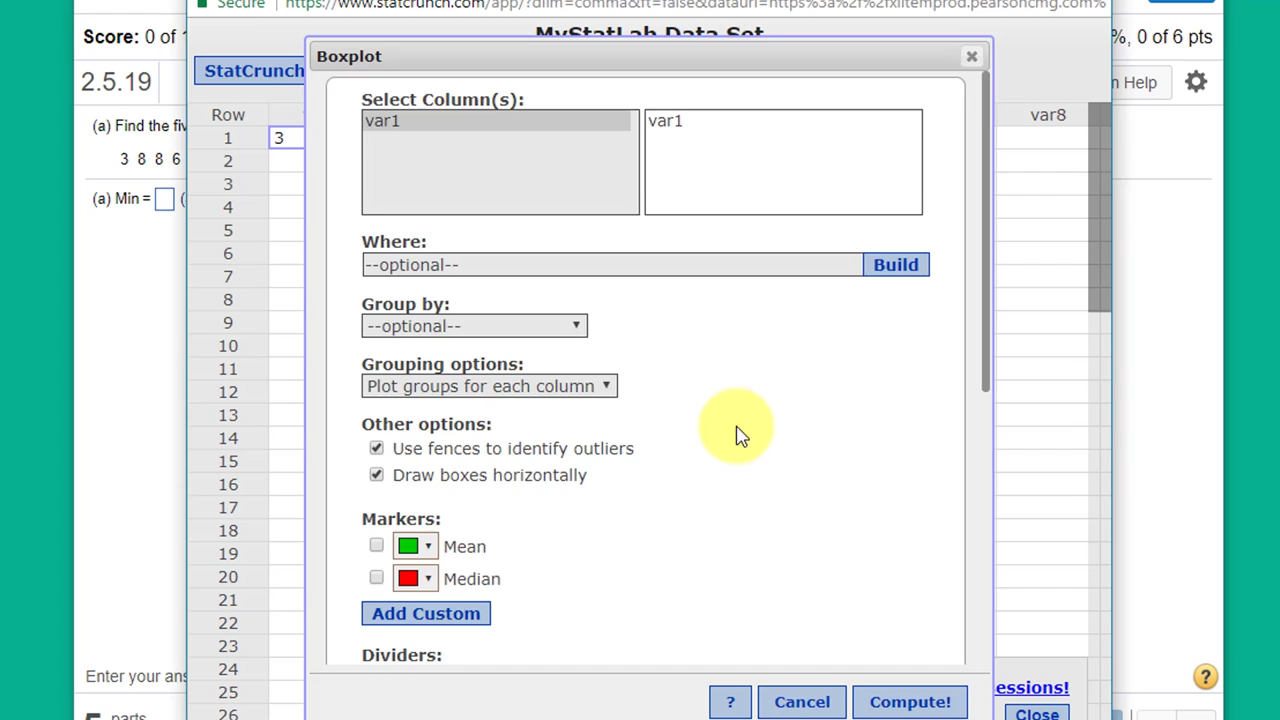 Secure https://www.statcrunch.com/app/?dlim=comma&ft=false&dataurl=https%3a%2f%2fxlitemprod.pearsoncmg.com%
Score: 0 of
%, 0 of 6 pts
MyStatLab Data Set
Boxplot
2.5.19
StatCrunch
Help
(a) Find the
3 8 8 6
(a) Min =
Row
var8
1 3
2
3
4
5
6
7
8
9
10
11
12
13
14
15
16
17
18
19
20
21
22
23
24
25
26
Select Column(s):
var1
var1
Where:
--optional--
Build
Group by:
--optional--
Grouping options:
Plot groups for each column
Other options:
Use fences to identify outliers
Draw boxes horizontally
Markers:
Mean
Median
Add Custom
Dividers:
?
Cancel
Compute!
essions!
Close
Enter your
?
parts